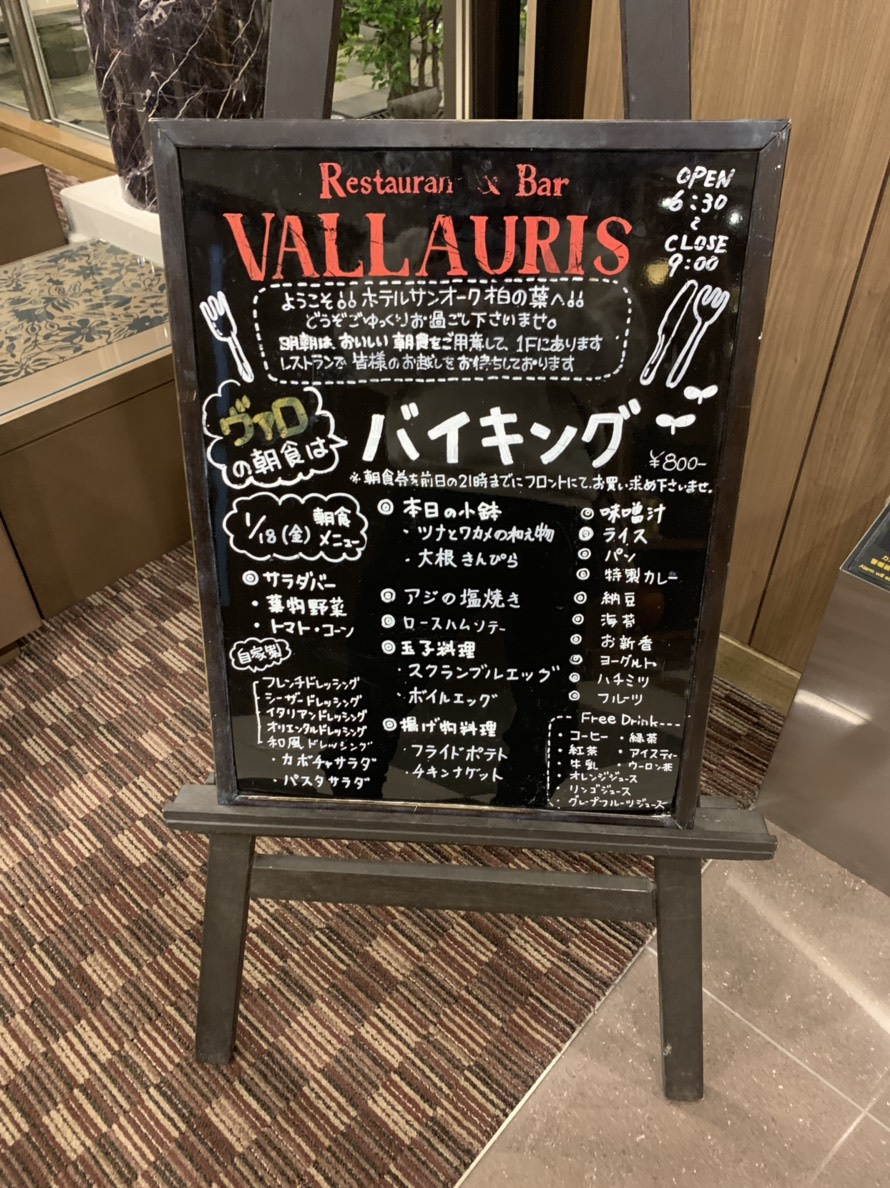 Restaurant & Bar
VALLAURIS
OPEN
6:30
〜
CLOSE
9:00
ようこそ!! ホテルサンオーク柏の葉へ!!
どうぞごゆっくりお過ごし下さいませ。
明朝は、おいしい朝食をご用意して、1Fにあります
レストランで皆様のお越しをお待ちしております
ヴァロ
の朝食は
バイキング
¥800-
※朝食券を前日の21時までにフロントにて、お買い求め下さいませ。
1/18(金) 朝食
メニュー
◎サラダバー
・葉物野菜
・トマト・コーン
自家製
フレンチドレッシング
シーザードレッシング
イタリアンドレッシング
オリエンタルドレッシング
和風ドレッシング
・カボチャサラダ
・パスタサラダ
◎本日の小鉢
・ツナとワカメの和え物
・大根きんぴら
◎アジの塩焼き
◎ロースハムソテー
◎玉子料理
・スクランブルエッグ
・ボイルエッグ
◎揚げ物料理
・フライドポテト
・チキンナゲット
◎味噌汁
◎ライス
◎パン
◎特製カレー
◎納豆
◎海苔
◎お新香
◎ヨーグルト
◎ハチミツ
◎フルーツ
Free Drink
・コーヒー ・緑茶
・紅茶 ・アイスティー
・牛乳 ・ウーロン茶
・オレンジジュース
・リンゴジュース
・グレープフルーツジュース